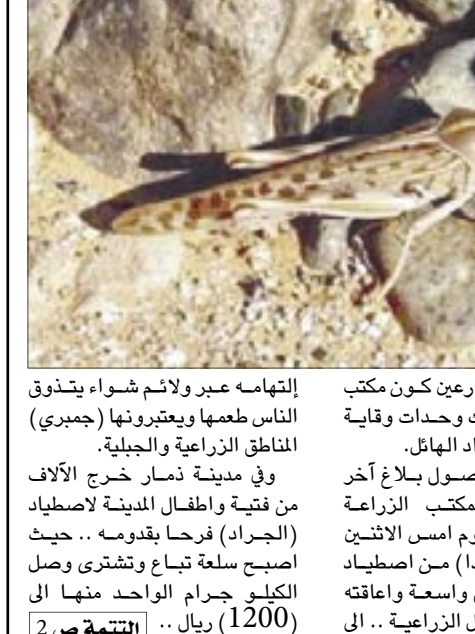 رعين كون مكتب
وحدات وقاية
اد الهائل.
صول بلاغ آخر
مكتب الزراعة
وم امس الاثنين
دا) من اصطياد
واسعة واعاقته
الزراعية .. الى
إلتهامه عبر ولائم شواء يتذوق
الناس طعمها ويعتبرونها (جمبري)
المناطق الزراعية والجبلية.
وفي مدينة ذمار خرج الآلاف
من فتية واطفال المدينة لاصطياد
(الجراد) فرحا بقدومه .. حيث
اصبح سلعة تباع وتشترى وصل
الكيلو جرام الواحد منها الى
(1200) ريال .. التتمة ص 2